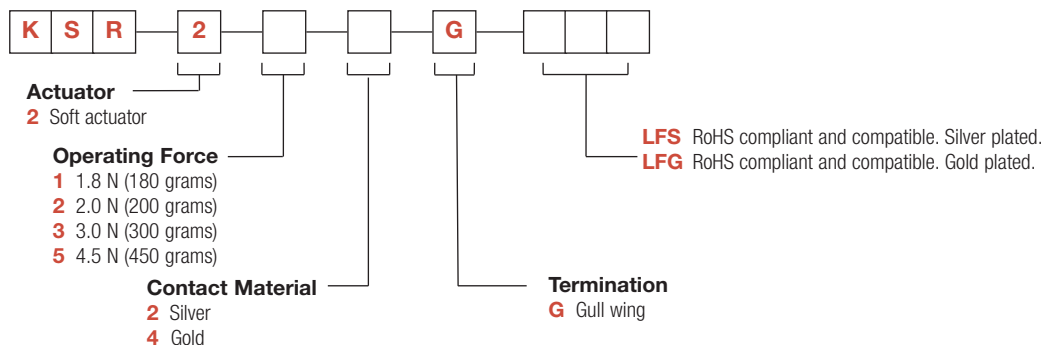 K S R 2 G
Actuator
2 Soft actuator
Operating Force
1 1.8 N (180 grams)
2 2.0 N (200 grams)
3 3.0 N (300 grams)
5 4.5 N (450 grams)
Contact Material
2 Silver
4 Gold
Termination
G Gull wing
LFS RoHS compliant and compatible. Silver plated.
LFG RoHS compliant and compatible. Gold plated.